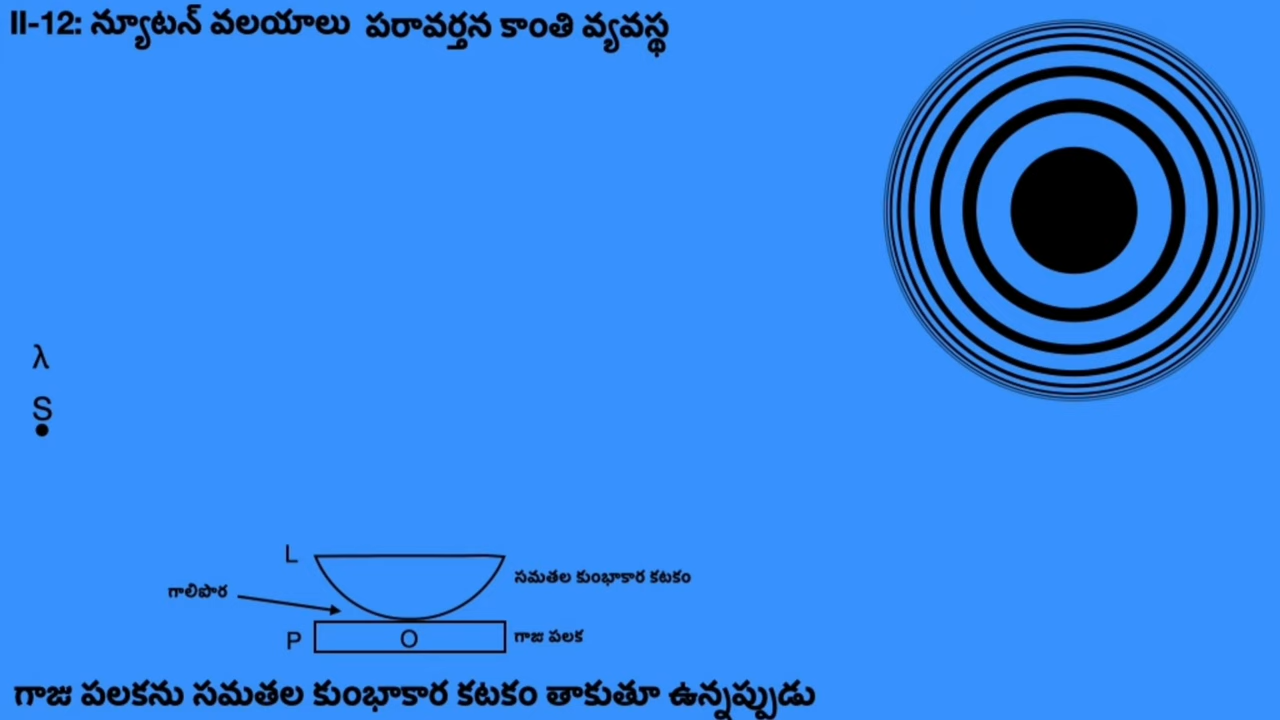 II-12: న్యూటన్ వలయాలు పరావర్తన కాంతి వ్యవస్థ
λ
S
L
సమతల కుంభాకార కటకం
గాలిపొర
P
O
గాజు పలక
గాజు పలకను సమతల కుంభాకార కటకం తాకుతూ ఉన్నప్పుడు